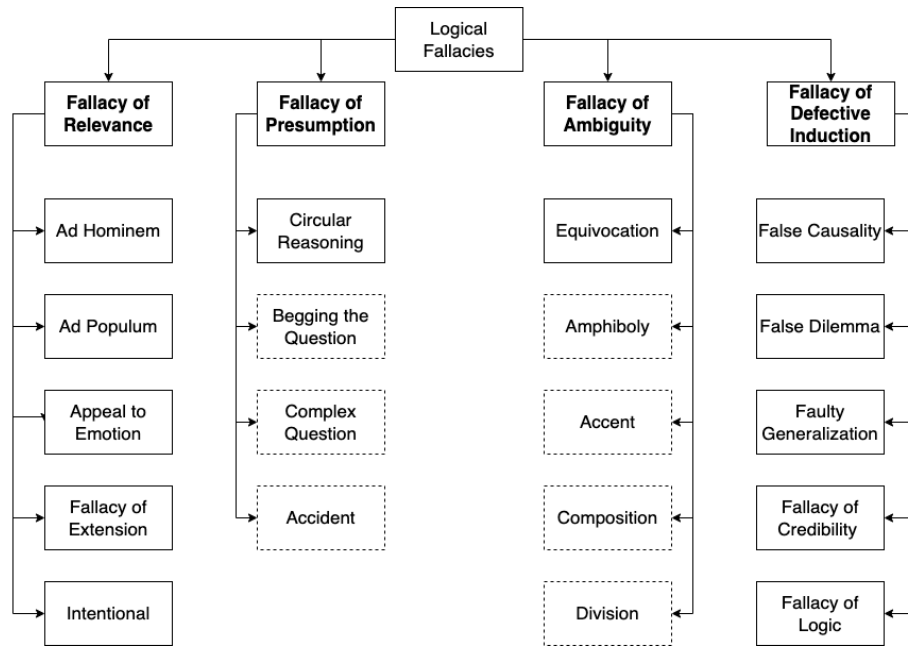 Logical
Fallacies
Fallacy of
Relevance
Fallacy of
Presumption
Fallacy of
Ambiguity
Fallacy of
Defective
Induction
Ad Hominem
Circular
Reasoning
Equivocation
False Causality
Ad Populum
Begging the
Question
Amphiboly
False Dilemma
Appeal to
Emotion
Complex
Question
Accent
Faulty
Generalization
Fallacy of
Extension
Accident
Composition
Fallacy of
Credibility
Intentional
Division
Fallacy of
Logic